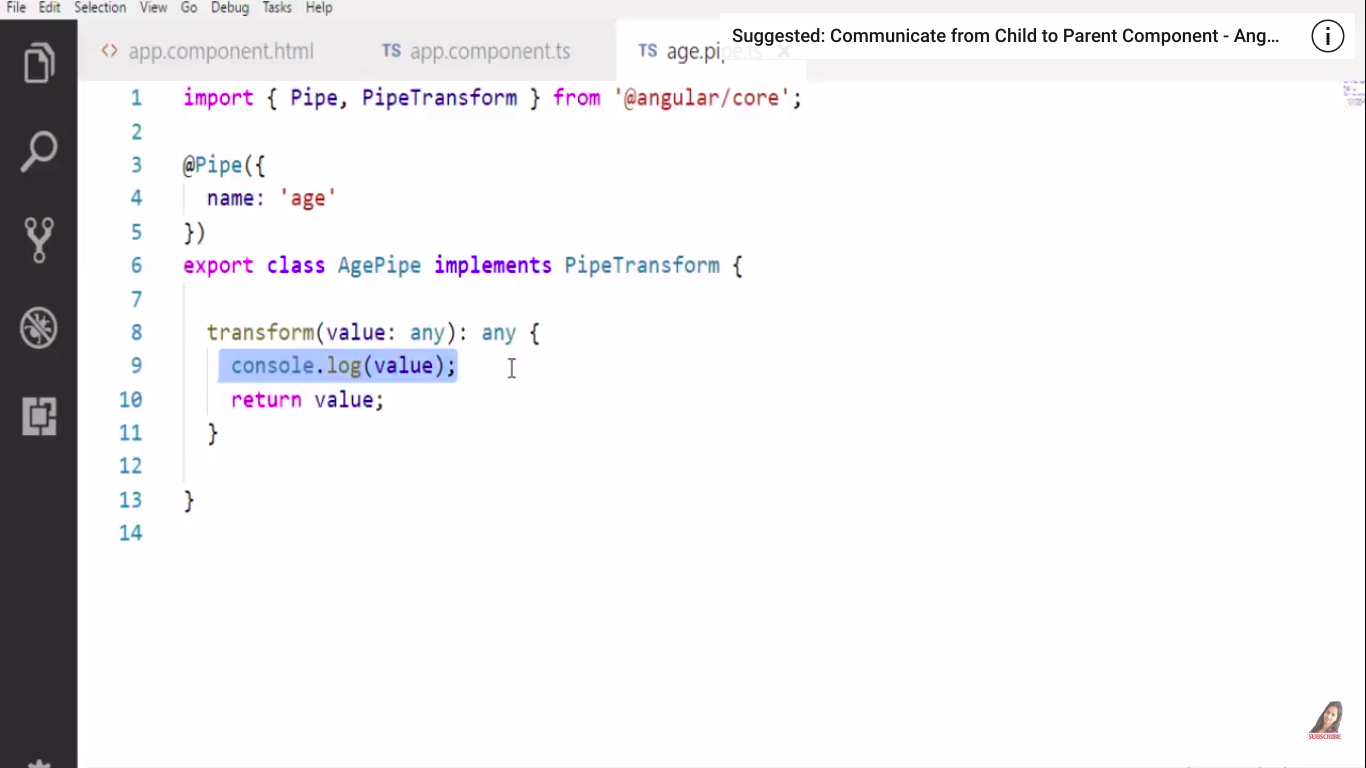 File Edit Selection View Go Debug Tasks Help
Suggested: Communicate from Child to Parent Component - Ang...
<> app.component.html TS app.component.ts TS age.pipe.ts ×
1 import { Pipe, PipeTransform } from '@angular/core';
2
3 @Pipe({
4 name: 'age'
5 })
6 export class AgePipe implements PipeTransform {
7
8 transform(value: any): any {
9 console.log(value);
10 return value;
11 }
12
13 }
14
SUBSCRIBE